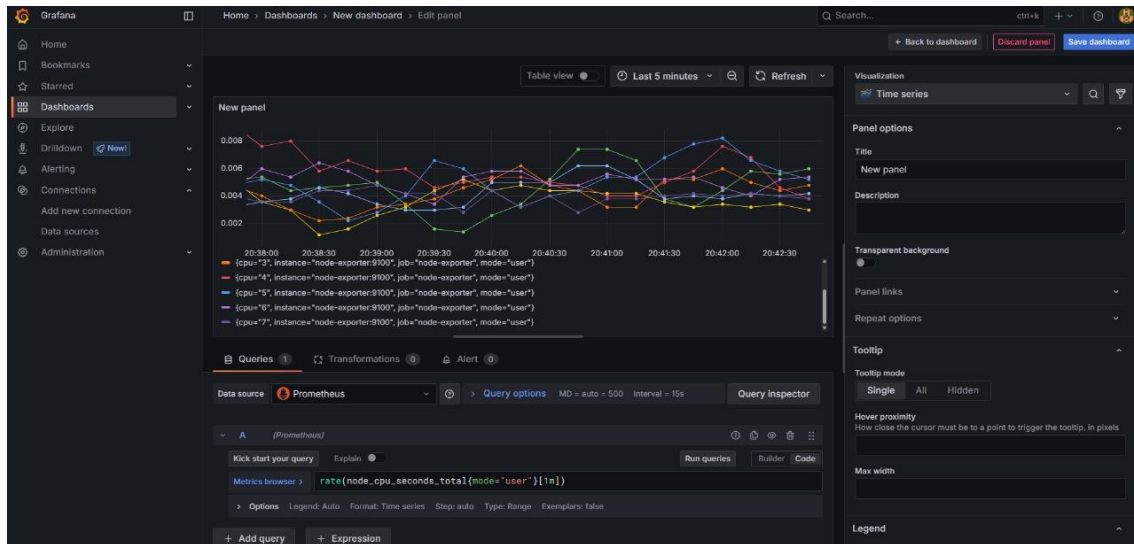 Grafana
Home › Dashboards › New dashboard › Edit panel
Search...
ctrl+k
Home
Bookmarks
Starred
Dashboards
Explore
Drilldown New!
Alerting
Connections
Add new connection
Data sources
Administration
Back to dashboard
Discard panel
Save dashboard
Table view
Last 5 minutes
Refresh
New panel
0.008
0.006
0.004
0.002
20:38:00 20:38:30 20:39:00 20:39:30 20:40:00 20:40:30 20:41:00 20:41:30 20:42:00 20:42:30
{cpu="3", instance="node-exporter:9100", job="node-exporter", mode="user"}
{cpu="4", instance="node-exporter:9100", job="node-exporter", mode="user"}
{cpu="5", instance="node-exporter:9100", job="node-exporter", mode="user"}
{cpu="6", instance="node-exporter:9100", job="node-exporter", mode="user"}
{cpu="7", instance="node-exporter:9100", job="node-exporter", mode="user"}
Queries 1
Transformations 0
Alert 0
Data source
Prometheus
Query options MD = auto = 500 Interval = 15s
Query inspector
A (Prometheus)
Kick start your query
Explain
Run queries
Builder
Code
Metrics browser >
rate(node_cpu_seconds_total{mode="user"}[1m])
Options Legend: Auto Format: Time series Step: auto Type: Range Exemplars: false
+ Add query
+ Expression
Visualization
Time series
Panel options
Title
New panel
Description
Transparent background
Panel links
Repeat options
Tooltip
Tooltip mode
Single All Hidden
Hover proximity
How close the cursor must be to a point to trigger the tooltip, in pixels
Max width
Legend